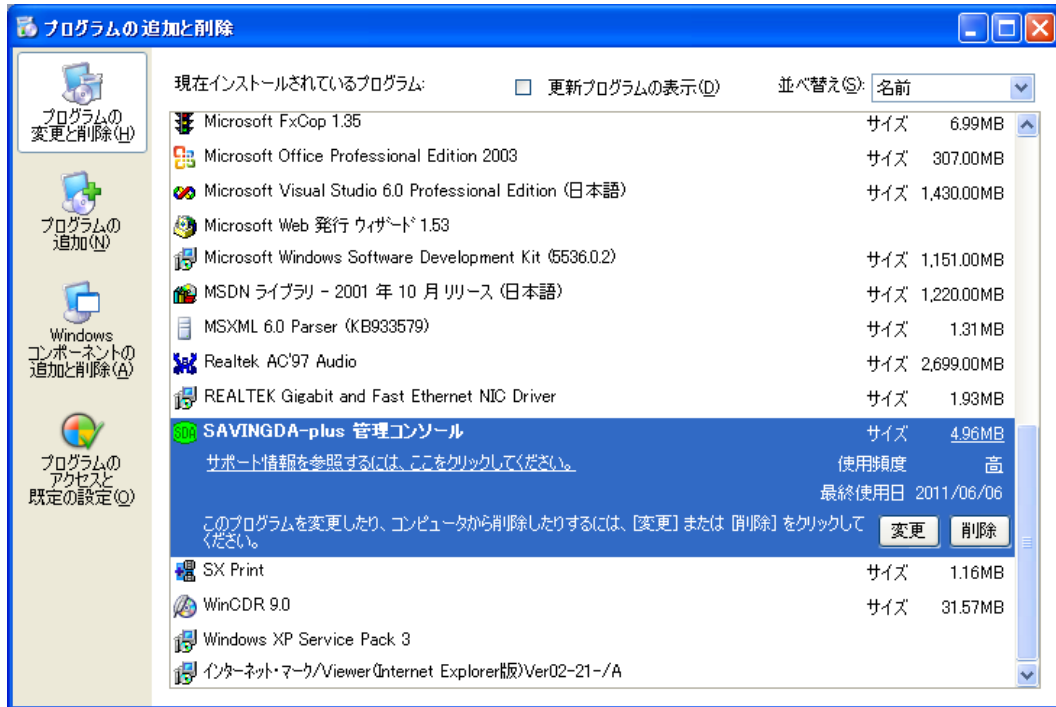 プログラムの追加と削除
プログラムの
変更と削除(H)
プログラムの
追加(N)
Windows
コンポーネントの
追加と削除(A)
プログラムの
アクセスと
既定の設定(O)
現在インストールされているプログラム: 更新プログラムの表示(D) 並べ替え(S): 名前
Microsoft FxCop 1.35 サイズ 6.99MB
Microsoft Office Professional Edition 2003 サイズ 307.00MB
Microsoft Visual Studio 6.0 Professional Edition (日本語) サイズ 1,430.00MB
Microsoft Web 発行 ウィザード 1.53
Microsoft Windows Software Development Kit (5536.0.2) サイズ 1,151.00MB
MSDN ライブラリ - 2001 年 10 月 リリース (日本語) サイズ 1,220.00MB
MSXML 6.0 Parser (KB933579) サイズ 1.31MB
Realtek AC'97 Audio サイズ 2,699.00MB
REALTEK Gigabit and Fast Ethernet NIC Driver サイズ 1.93MB
SDA SAVINGDA-plus 管理コンソール サイズ 4.96MB
サポート情報を参照するには、ここをクリックしてください。 使用頻度 高
最終使用日 2011/06/06
このプログラムを変更したり、コンピュータから削除したりするには、[変更] または [削除] をクリックして
ください。 変更 削除
SX Print サイズ 1.16MB
WinCDR 9.0 サイズ 31.57MB
Windows XP Service Pack 3
インターネット・マーク/Viewer(Internet Explorer版)Ver02-21-/A